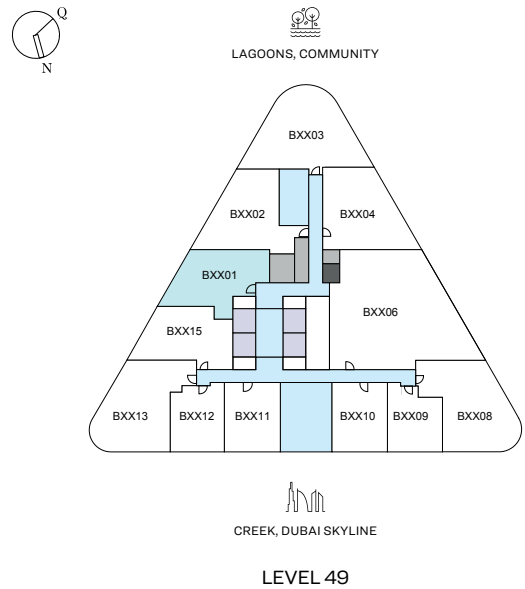 Q
N
LAGOONS, COMMUNITY
BXX03
BXX02
BXX04
BXX01
BXX06
BXX15
BXX13
BXX12
BXX11
BXX10
BXX09
BXX08
CREEK, DUBAI SKYLINE
LEVEL 49